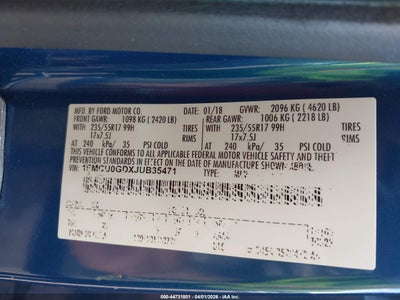 MFD. BY FORD MOTOR CO.
DATE: 01/18 GVWR: 2096 KG ( 4620 LB)
FRONT GAWR: 1098 KG ( 2420 LB) REAR GAWR: 1006 KG ( 2218 LB)
WITH 235/55R17 99H TIRES WITH 235/55R17 99H TIRES
17x7.5J RIMS 17x7.5J RIMS
AT 240 kPa/ 35 PSI COLD AT 240 kPa/ 35 PSI COLD
THIS VEHICLE CONFORMS TO ALL APPLICABLE FEDERAL MOTOR VEHICLE SAFETY
AND THEFT PREVENTION STANDARDS IN EFFECT ON THE DATE OF MANUFACTURE SHOWN ABOVE.
VIN: 1FMCU0GDXJUB35471
TYPE: MPV
000-44731801 04/01/2026 IAA Inc.